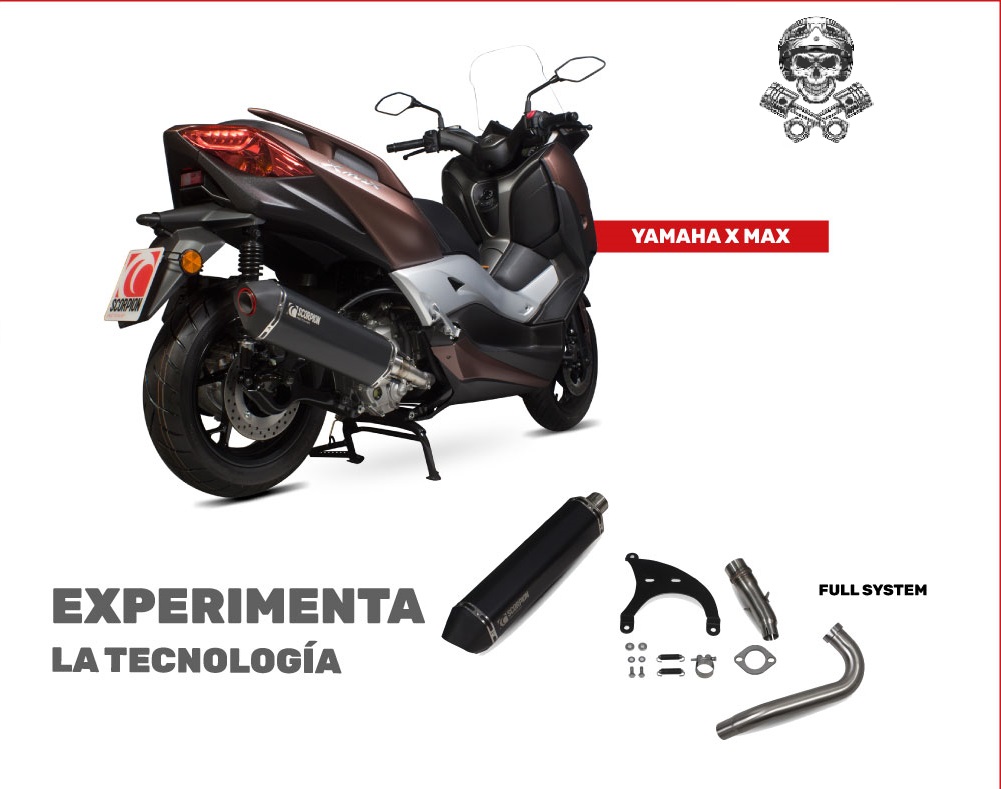 YAMAHA X MAX
SCORPION
SCORPION
EXPERIMENTA
LA TECNOLOGÍA
SCORPION
FULL SYSTEM